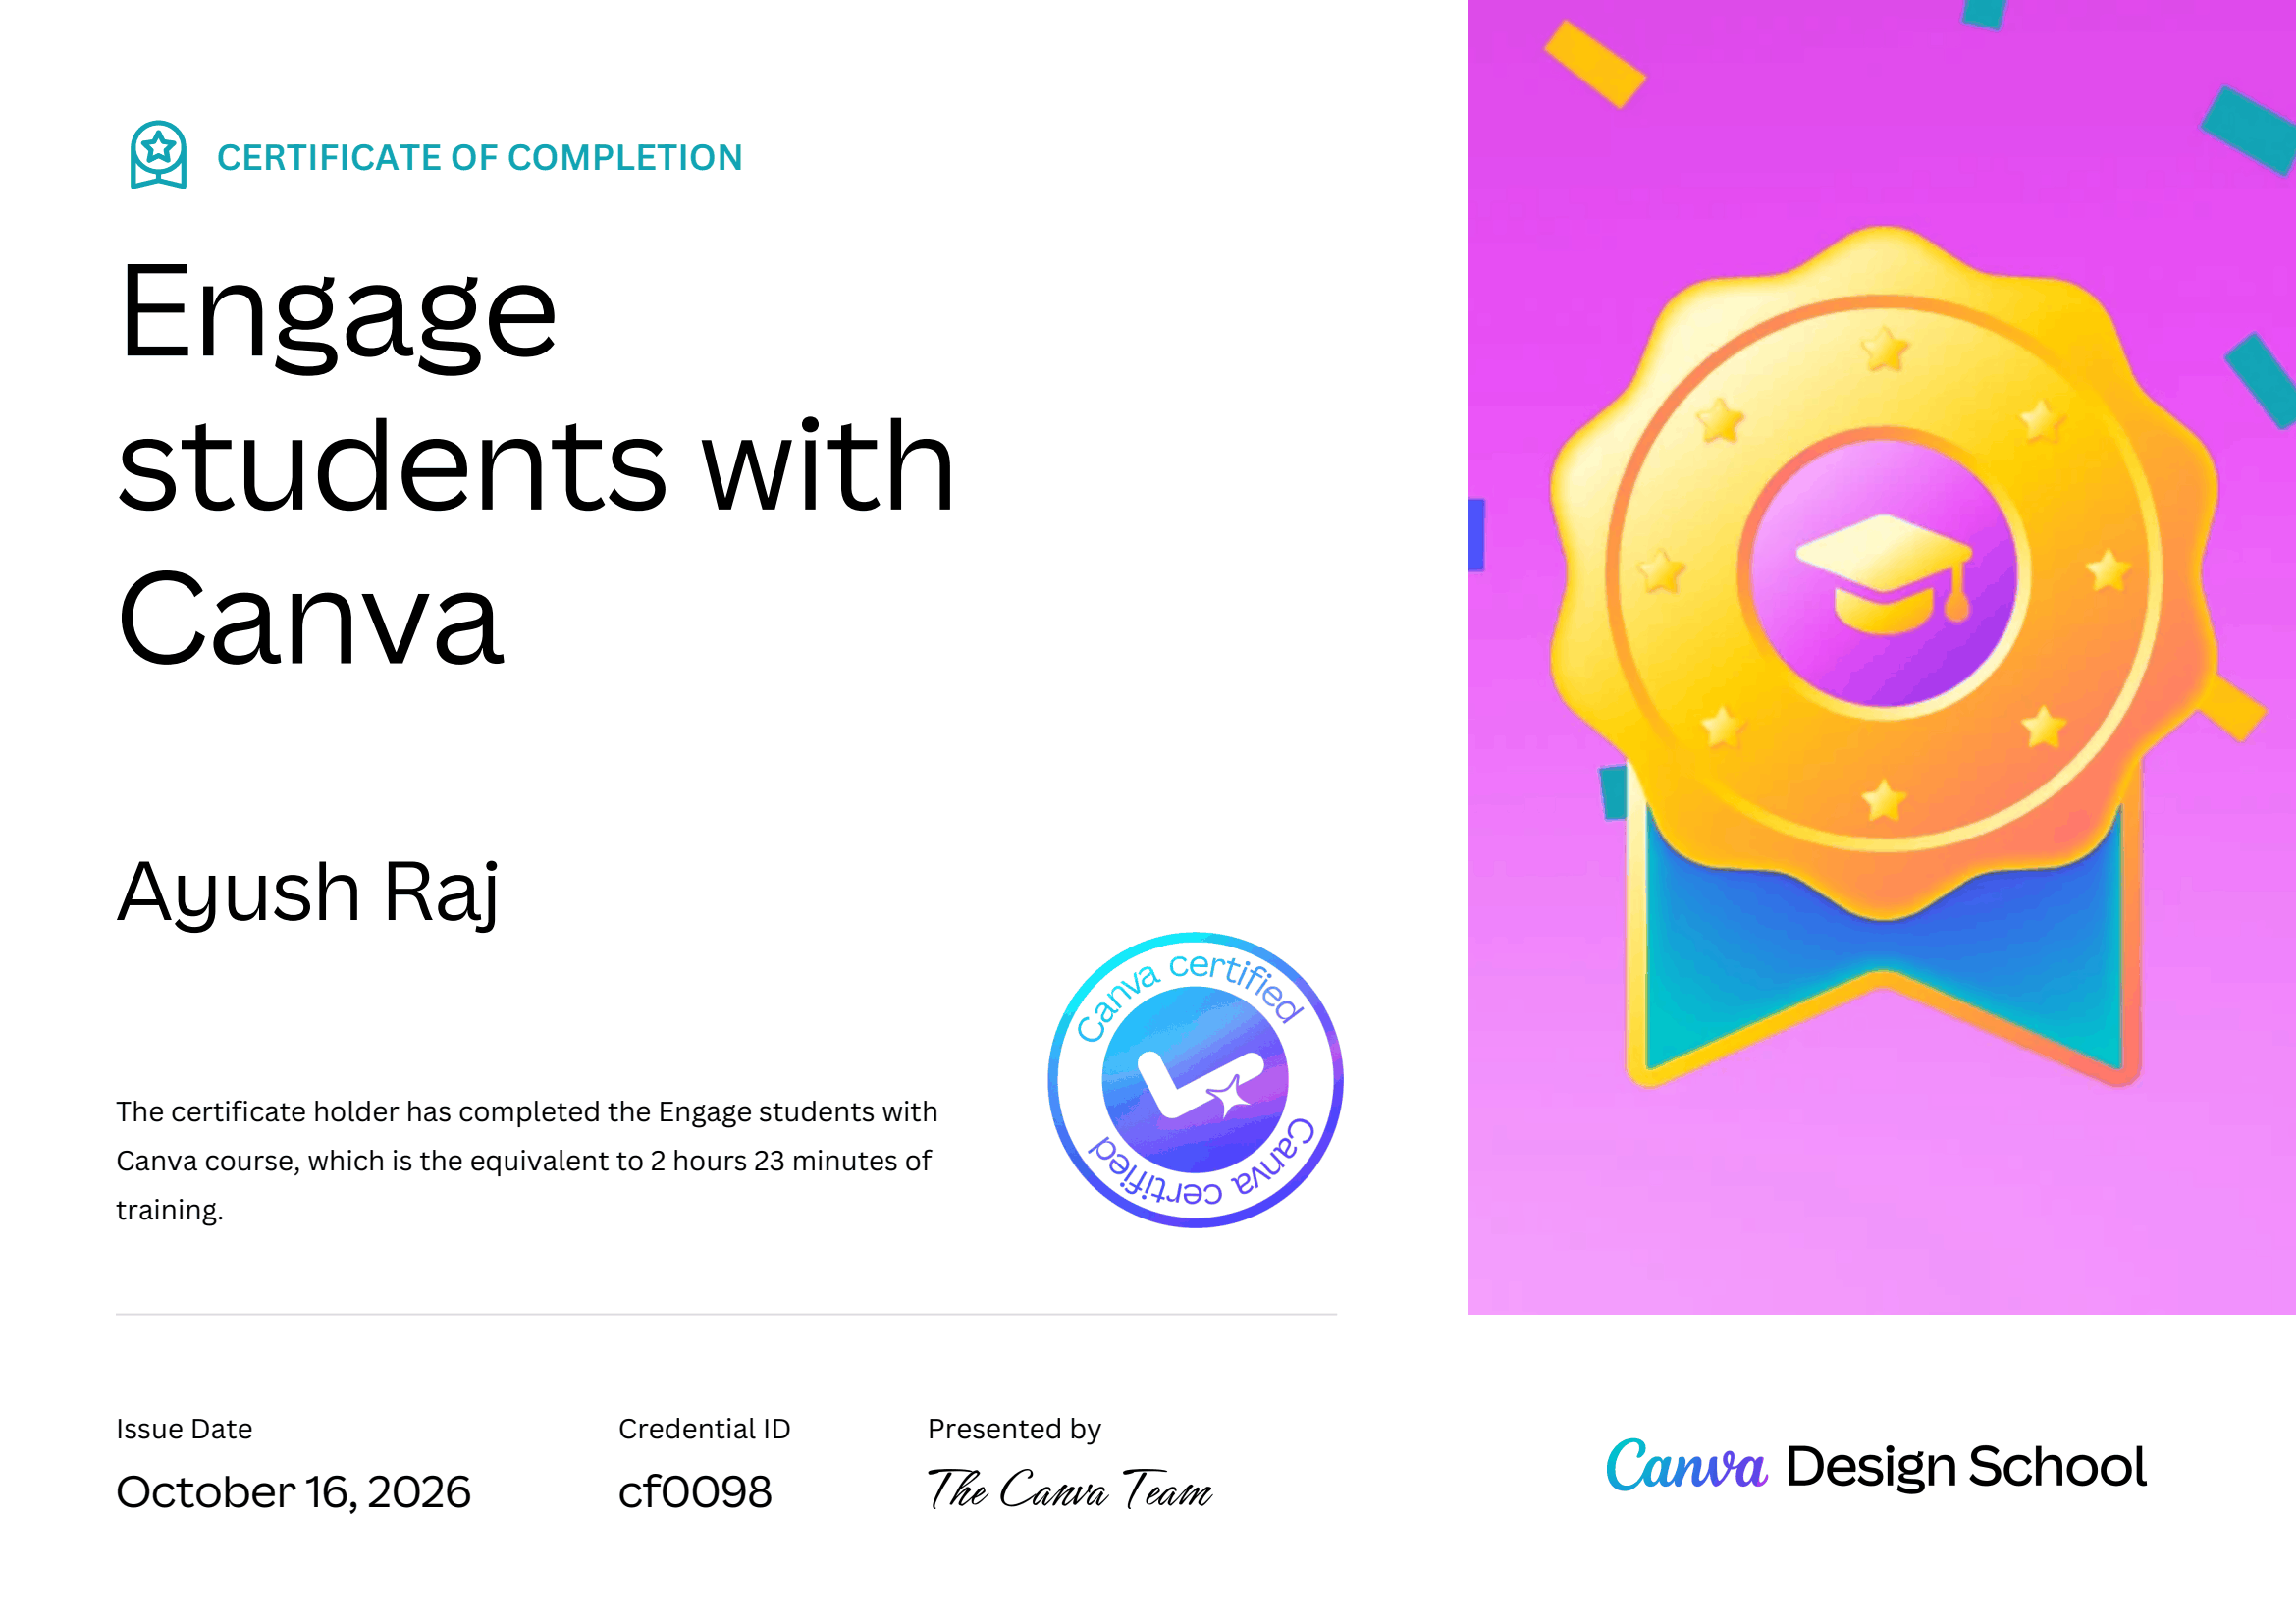 CERTIFICATE OF COMPLETION
Engage
students with
Canva
Ayush Raj
Canva certified
Canva certified
The certificate holder has completed the Engage students with
Canva course, which is the equivalent to 2 hours 23 minutes of
training.
Issue Date
October 16, 2026
Credential ID
cf0098
Presented by
The Canva Team
Canva Design School